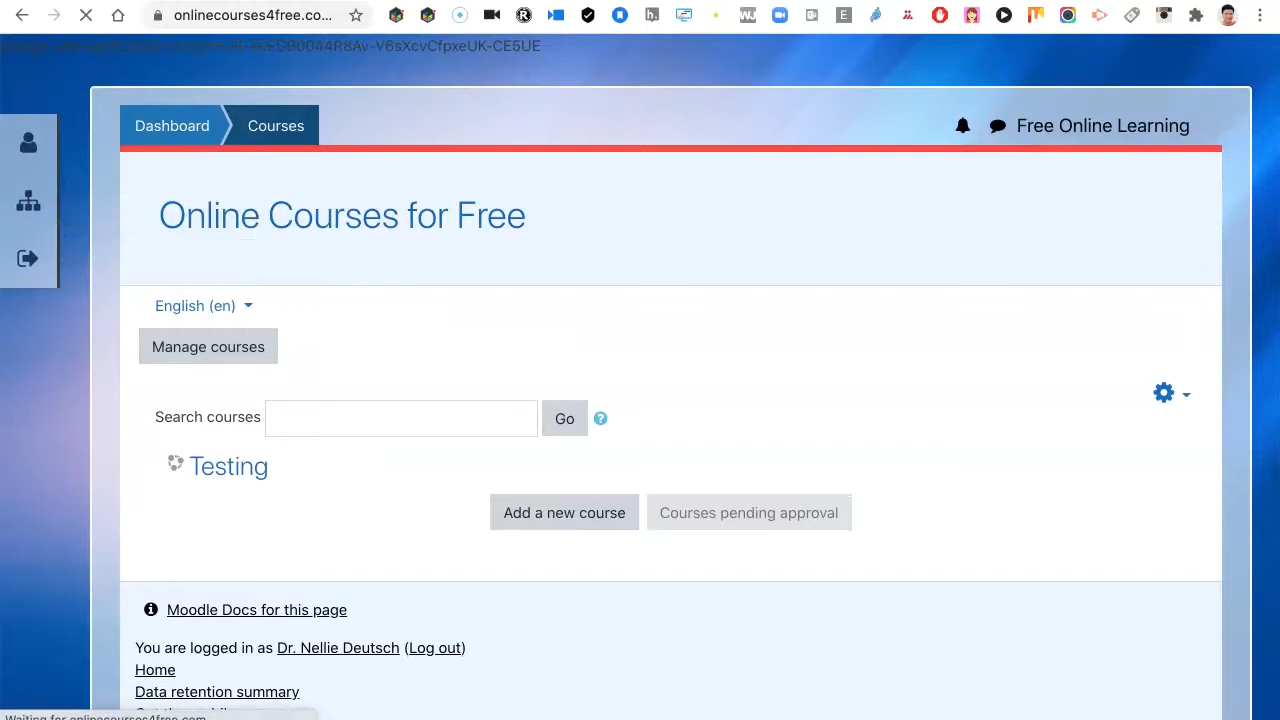 onlinecourses4free.co...
Dashboard
Courses
Free Online Learning
Online Courses for Free
English (en)
Manage courses
Search courses
Go
Testing
Add a new course
Courses pending approval
Moodle Docs for this page
You are logged in as Dr. Nellie Deutsch (Log out)
Home
Data retention summary